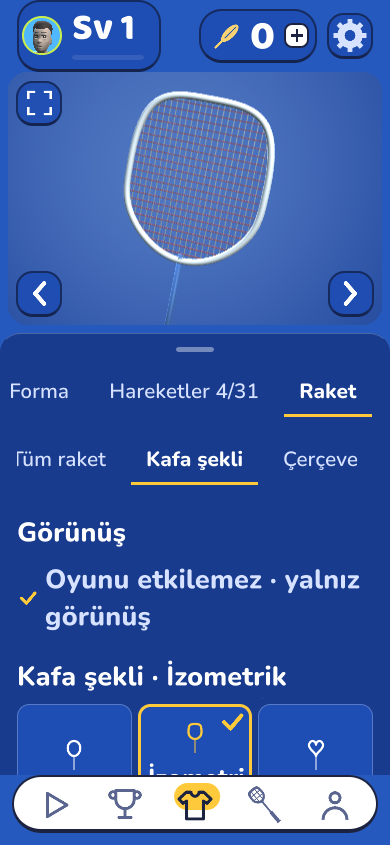 Sv 1
0
Forma
Hareketler 4/31
Raket
Tüm raket
Kafa şekli
Çerçeve
Görünüş
Oyunu etkilemez · yalnız
görünüş
Kafa şekli · İzometrik